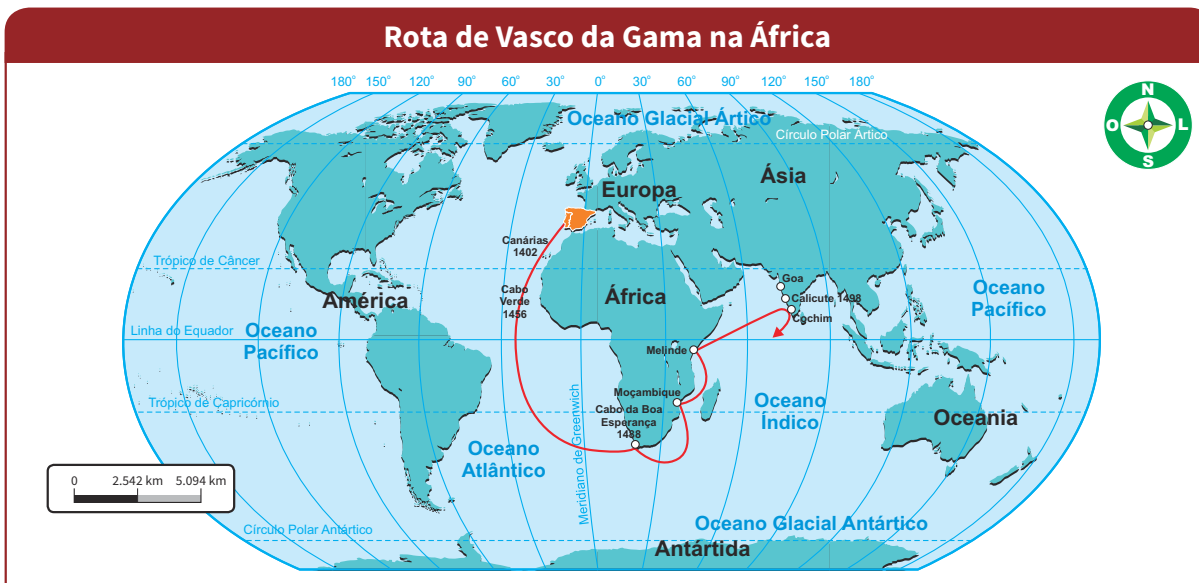 Rota de Vasco da Gama na África
180° 150° 120° 90° 60° 30° 0° 30° 60° 90° 120° 150° 180°
N
O
L
S
Oceano Glacial Ártico
Círculo Polar Ártico
Ásia
Europa
Canárias
1402
Trópico de Câncer
América
Cabo
Verde
1456
África
Goa
Calicute 1498
Cochim
Oceano
Pacífico
Linha do Equador
Oceano
Pacífico
Melinde
Moçambique
Cabo da Boa
Esperança
1488
Trópico de Capricórnio
Oceano
Índico
Oceania
Oceano
Atlântico
Meridiano de Greenwich
0 2.542 km 5.094 km
Círculo Polar Antártico
Oceano Glacial Antártico
Antártida